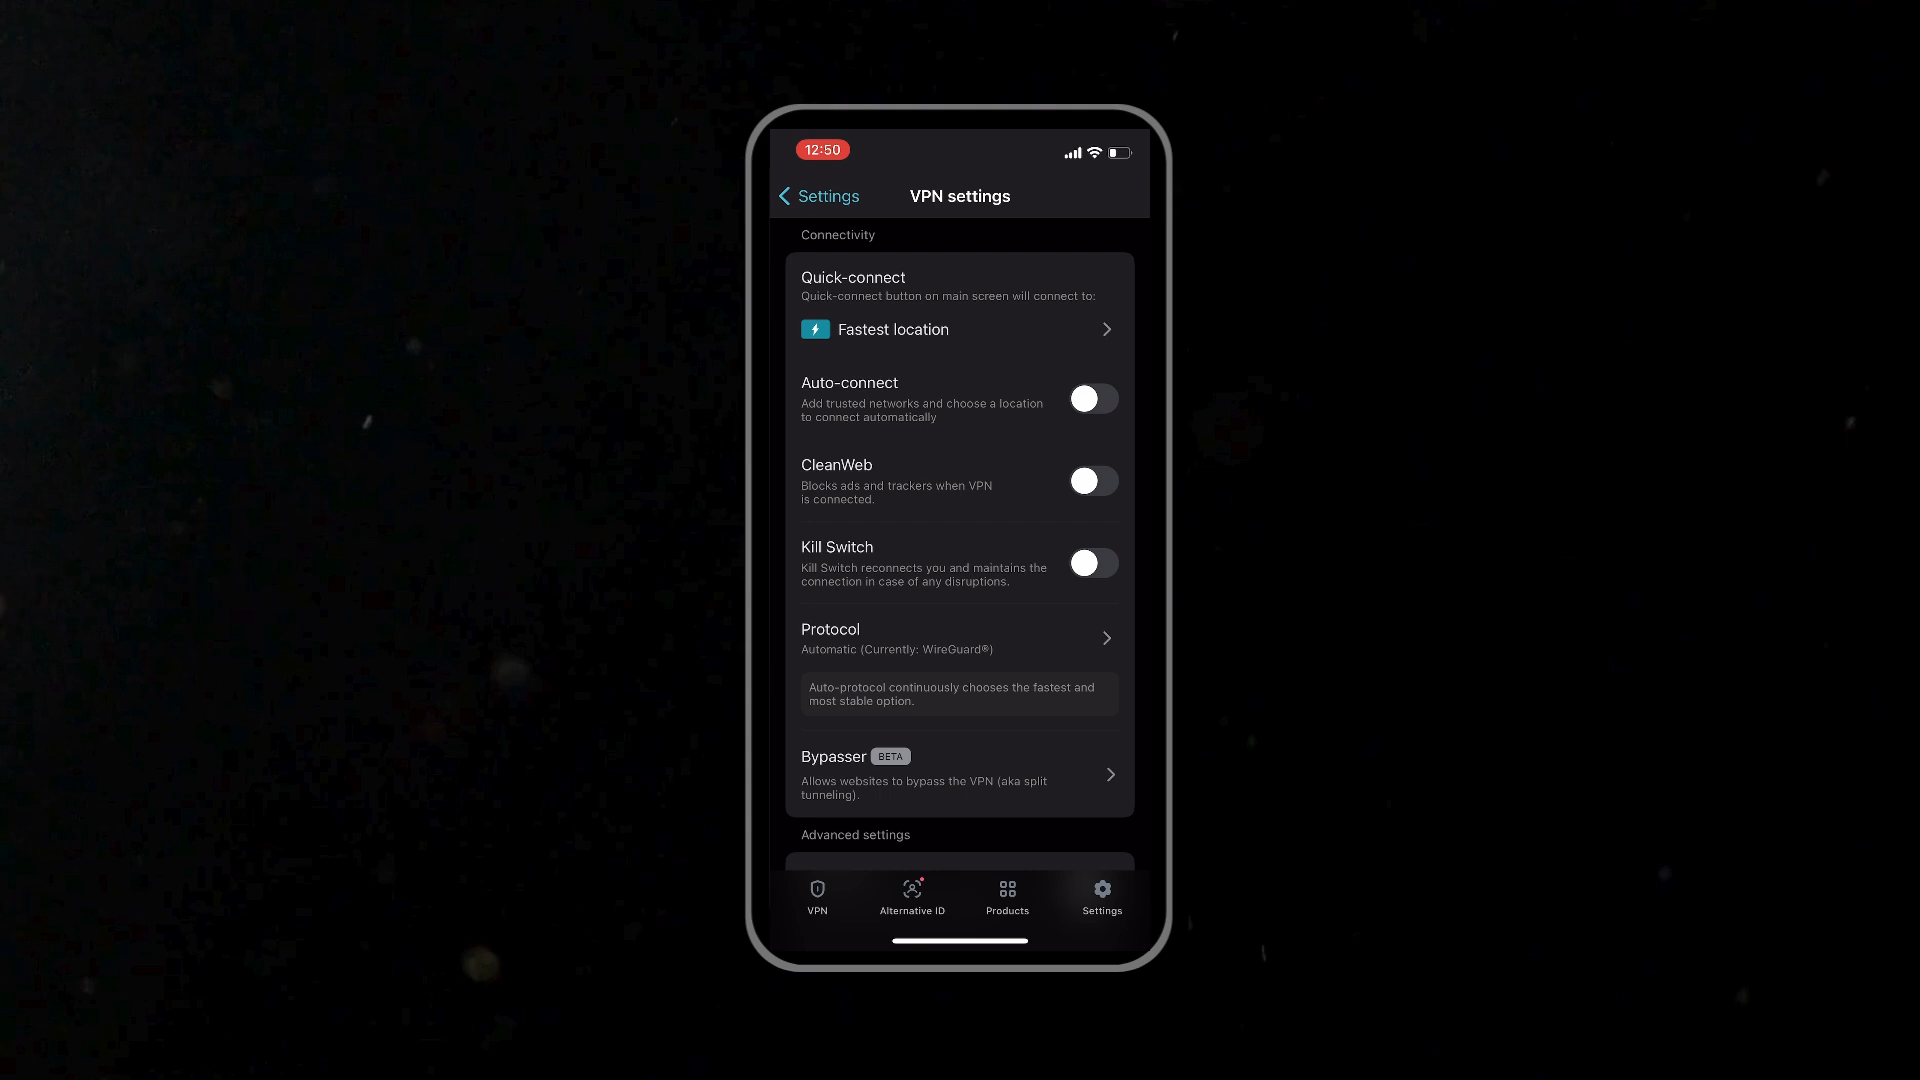 12:50
Settings
VPN settings
Connectivity
Quick-connect
Quick-connect button on main screen will connect to:
Fastest location
Auto-connect
Add trusted networks and choose a location
to connect automatically
CleanWeb
Blocks ads and trackers when VPN
is connected.
Kill Switch
Kill Switch reconnects you and maintains the
connection in case of any disruptions.
Protocol
Automatic (Currently: WireGuard®)
Auto-protocol continuously chooses the fastest and
most stable option.
Bypasser BETA
Allows websites to bypass the VPN (aka split
tunneling).
Advanced settings
VPN
Alternative ID
Products
Settings